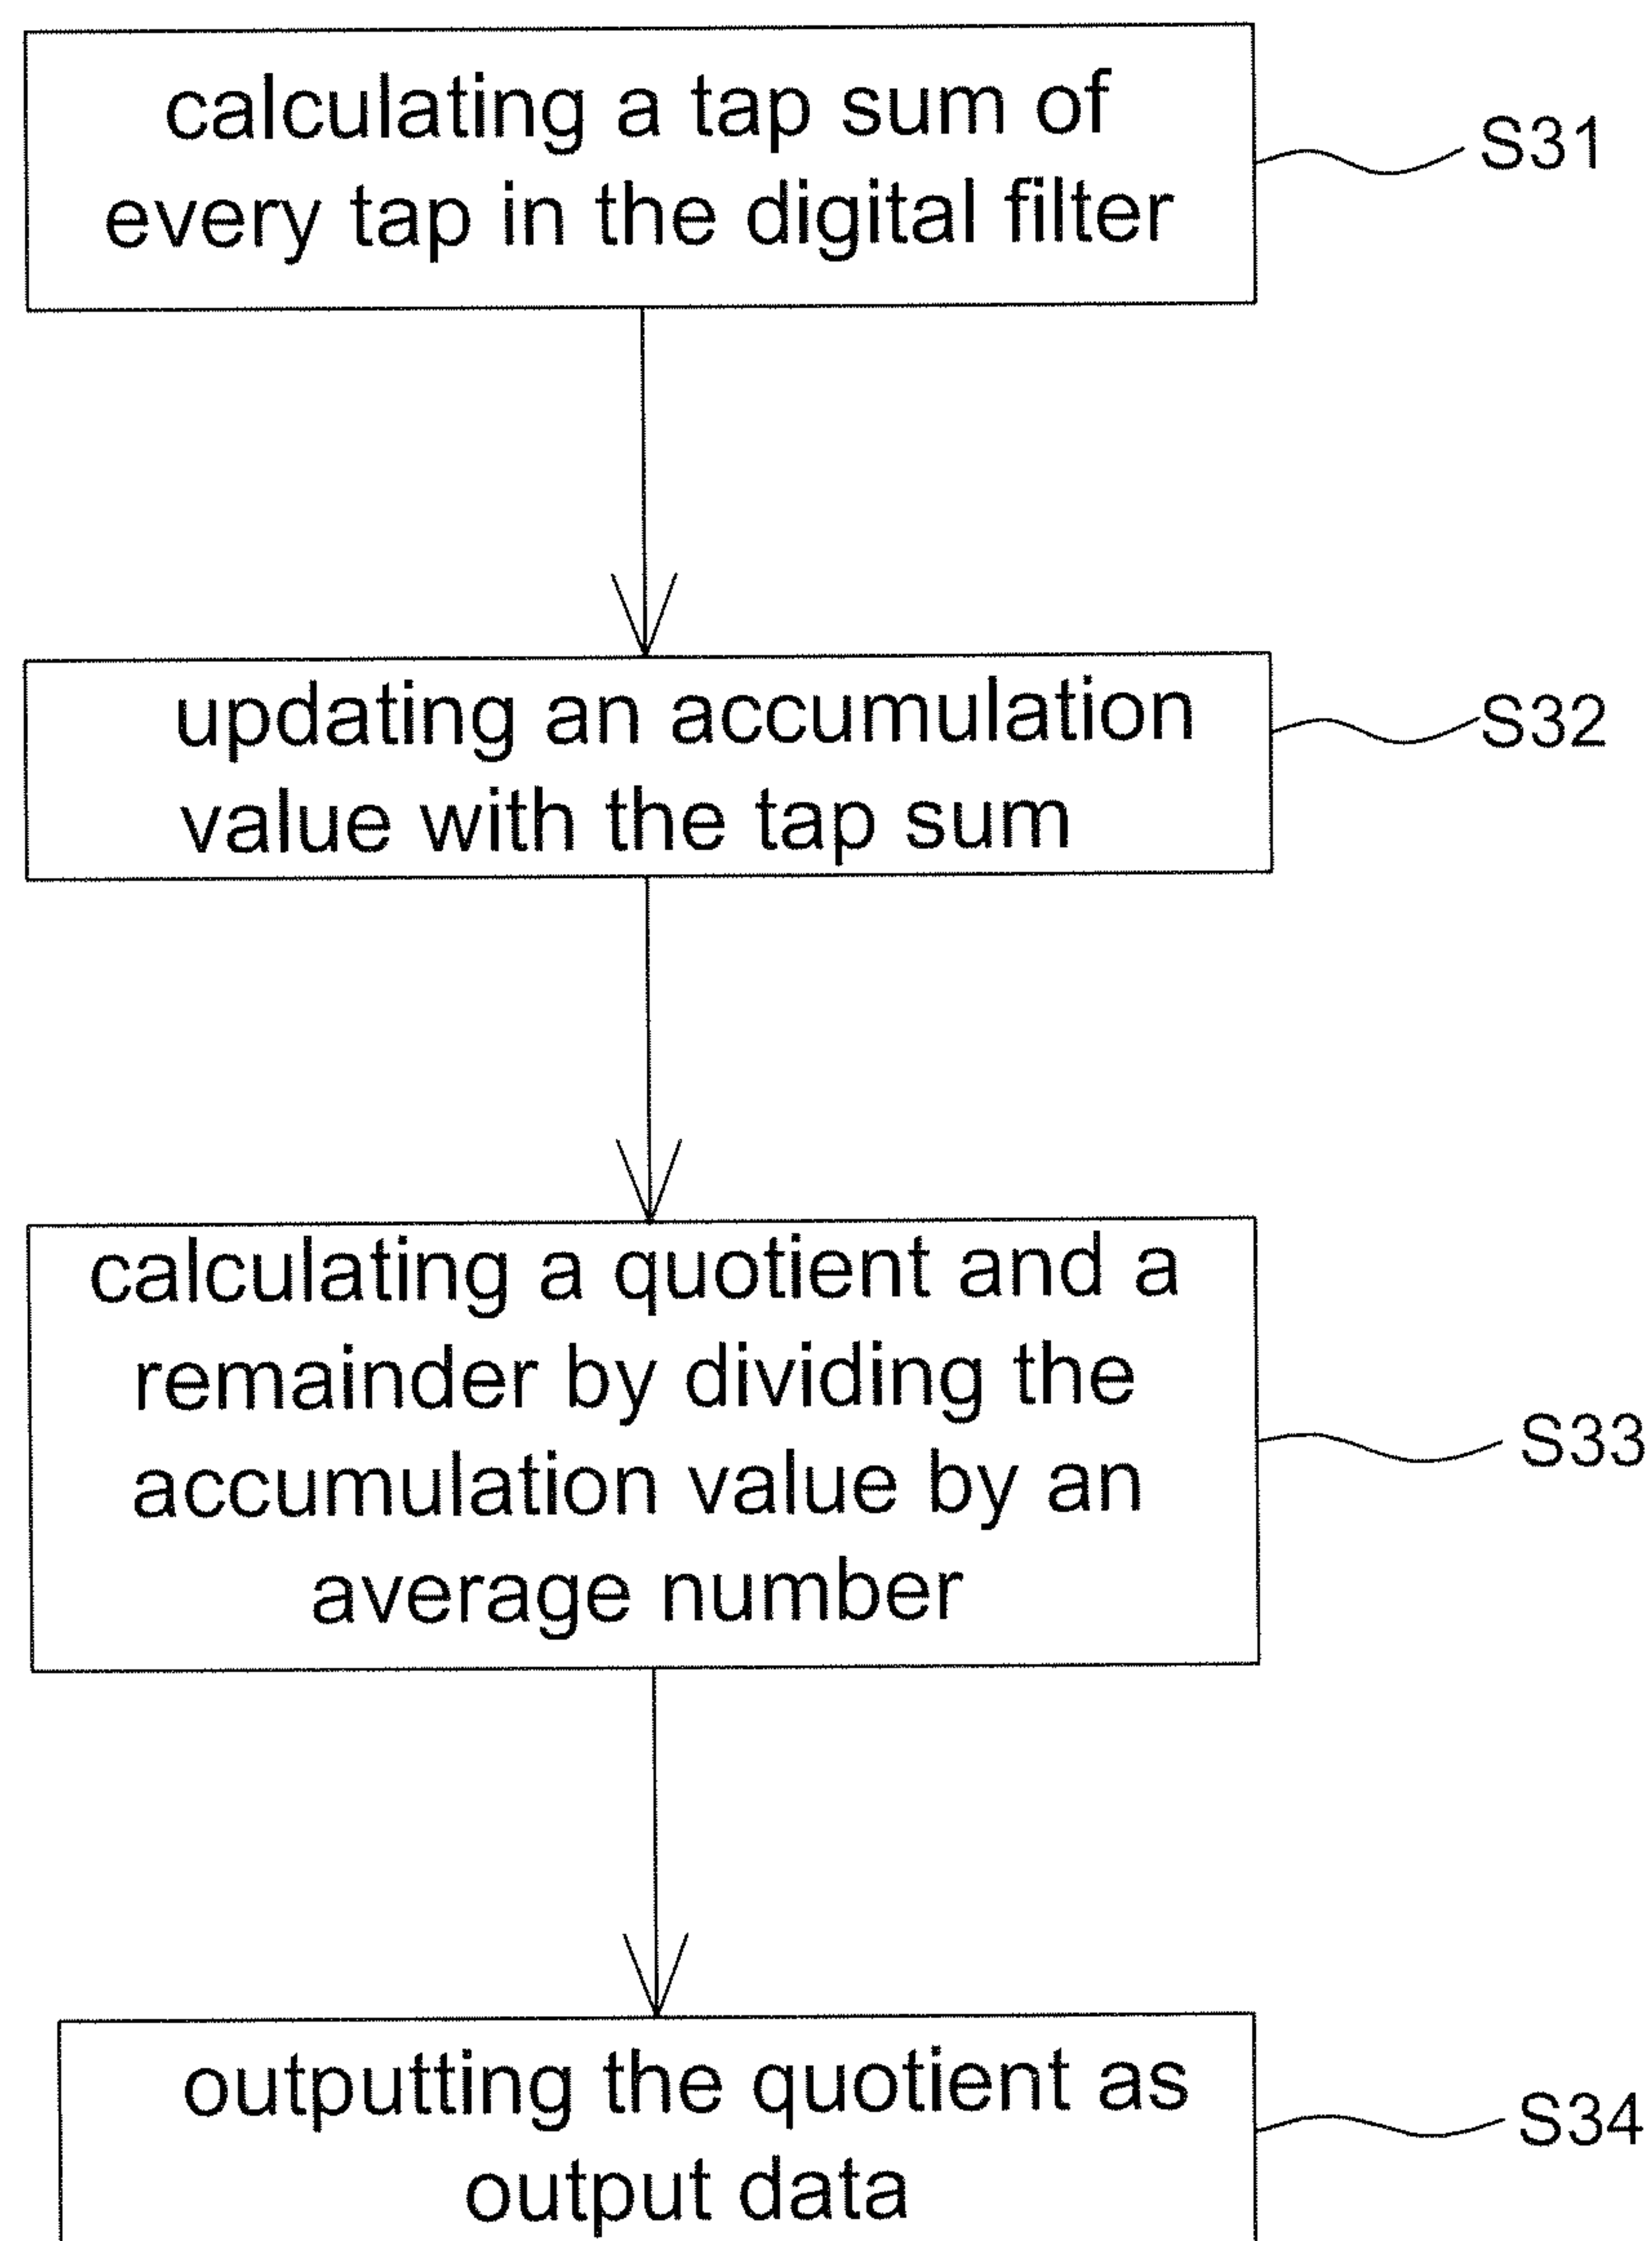 calculating a tap sum of
every tap in the digital filter
S31
updating an accumulation
value with the tap sum
S32
calculating a quotient and a
remainder by dividing the
accumulation value by an
average number
S33
outputting the quotient as
output data
S34